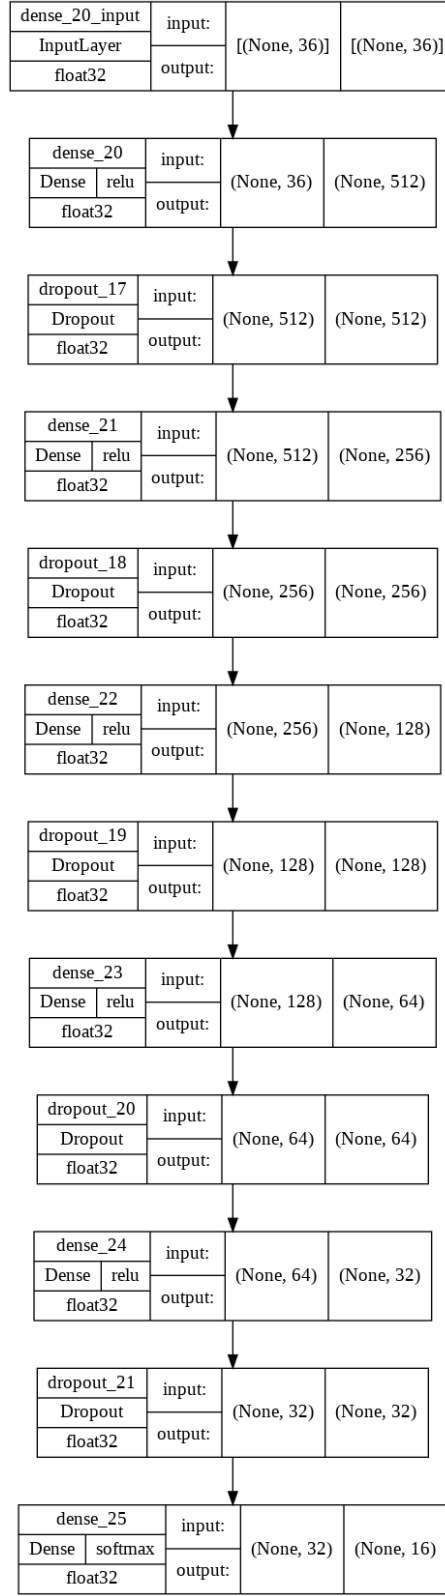 dense_20_input
InputLayer
float32
input:
output:
[(None, 36)]
[(None, 36)]
dense_20
Dense relu
float32
input:
output:
(None, 36)
(None, 512)
dropout_17
Dropout
float32
input:
output:
(None, 512)
(None, 512)
dense_21
Dense relu
float32
input:
output:
(None, 512)
(None, 256)
dropout_18
Dropout
float32
input:
output:
(None, 256)
(None, 256)
dense_22
Dense relu
float32
input:
output:
(None, 256)
(None, 128)
dropout_19
Dropout
float32
input:
output:
(None, 128)
(None, 128)
dense_23
Dense relu
float32
input:
output:
(None, 128)
(None, 64)
dropout_20
Dropout
float32
input:
output:
(None, 64)
(None, 64)
dense_24
Dense relu
float32
input:
output:
(None, 64)
(None, 32)
dropout_21
Dropout
float32
input:
output:
(None, 32)
(None, 32)
dense_25
Dense softmax
float32
input:
output:
(None, 32)
(None, 16)